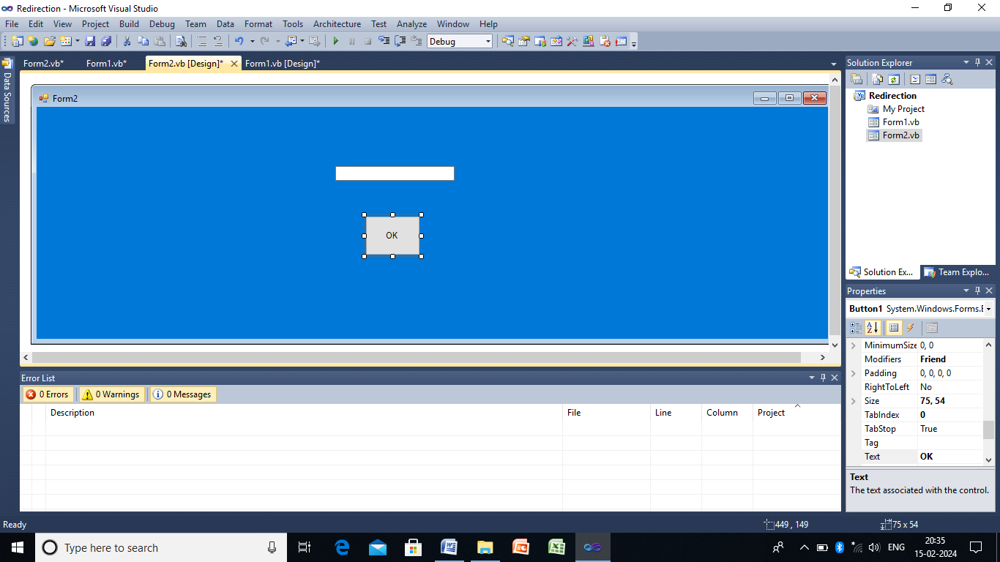 Redirection - Microsoft Visual Studio
File Edit View Project Build Debug Team Data Format Tools Architecture Test Analyze Window Help
Debug
Form2.vb* Form1.vb* Form2.vb [Design]* Form1.vb [Design]*
Data Sources
Form2
OK
Solution Explorer
Redirection
My Project
Form1.vb
Form2.vb
Solution Ex... Team Explo...
Properties
Button1 System.Windows.Forms.B
MinimumSize 0, 0
Modifiers Friend
Padding 0, 0, 0, 0
RightToLeft No
Size 75, 54
TabIndex 0
TabStop True
Tag
Text OK
Text
The text associated with the control.
Error List
0 Errors 0 Warnings 0 Messages
Description File Line Column Project
Ready 449 , 149 75 x 54
Type here to search
ENG
20:35
15-02-2024